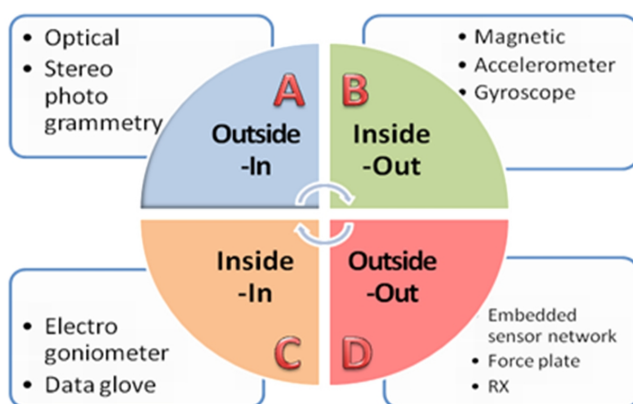 • Optical
• Stereo
photo
grammetry
A
Outside
-In
• Magnetic
• Accelerometer
• Gyroscope
B
Inside
-Out
Inside
-In
C
• Electro
goniometer
• Data glove
Outside
-Out
D
• Embedded
sensor network
• Force plate
• RX